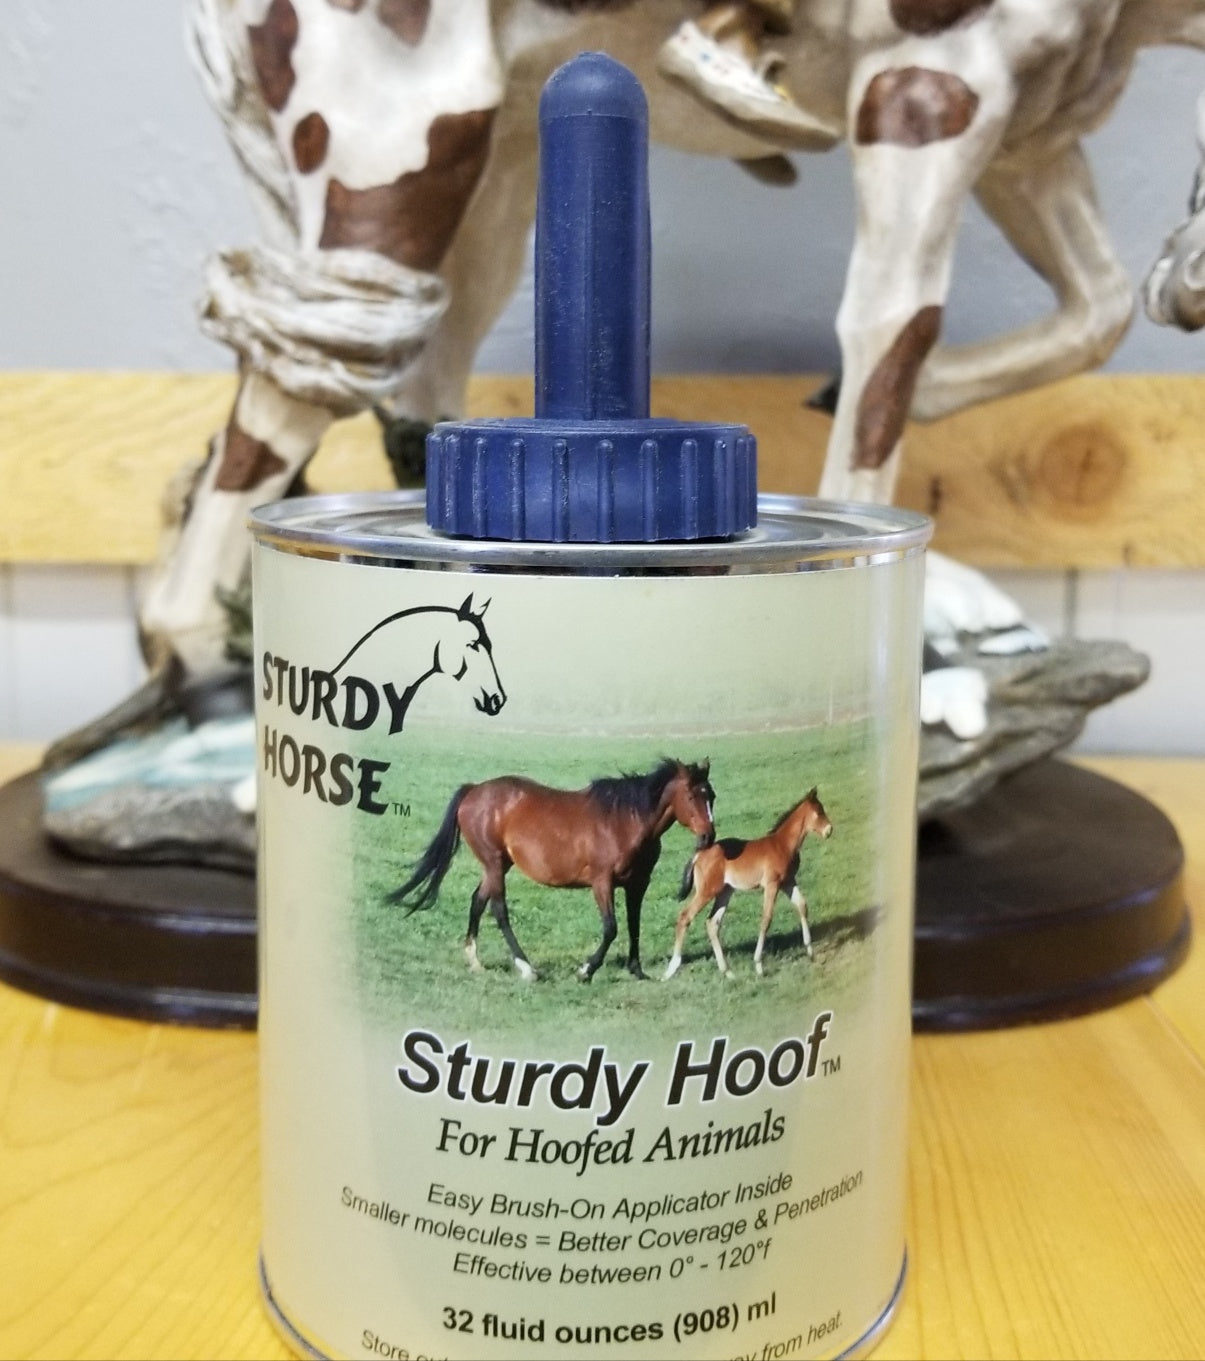 STURDY
HORSE™
Sturdy Hoof™
For Hoofed Animals
Easy Brush-On Applicator Inside
Smaller molecules = Better Coverage & Penetration
Effective between 0° - 120°f
32 fluid ounces (908) ml
Store from heat.